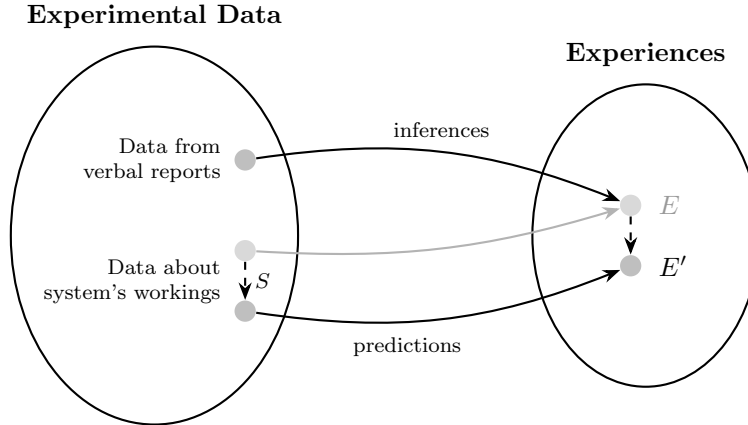 Experimental Data
Experiences
inferences
Data from
verbal reports
E
Data about
system's workings
S
E'
predictions